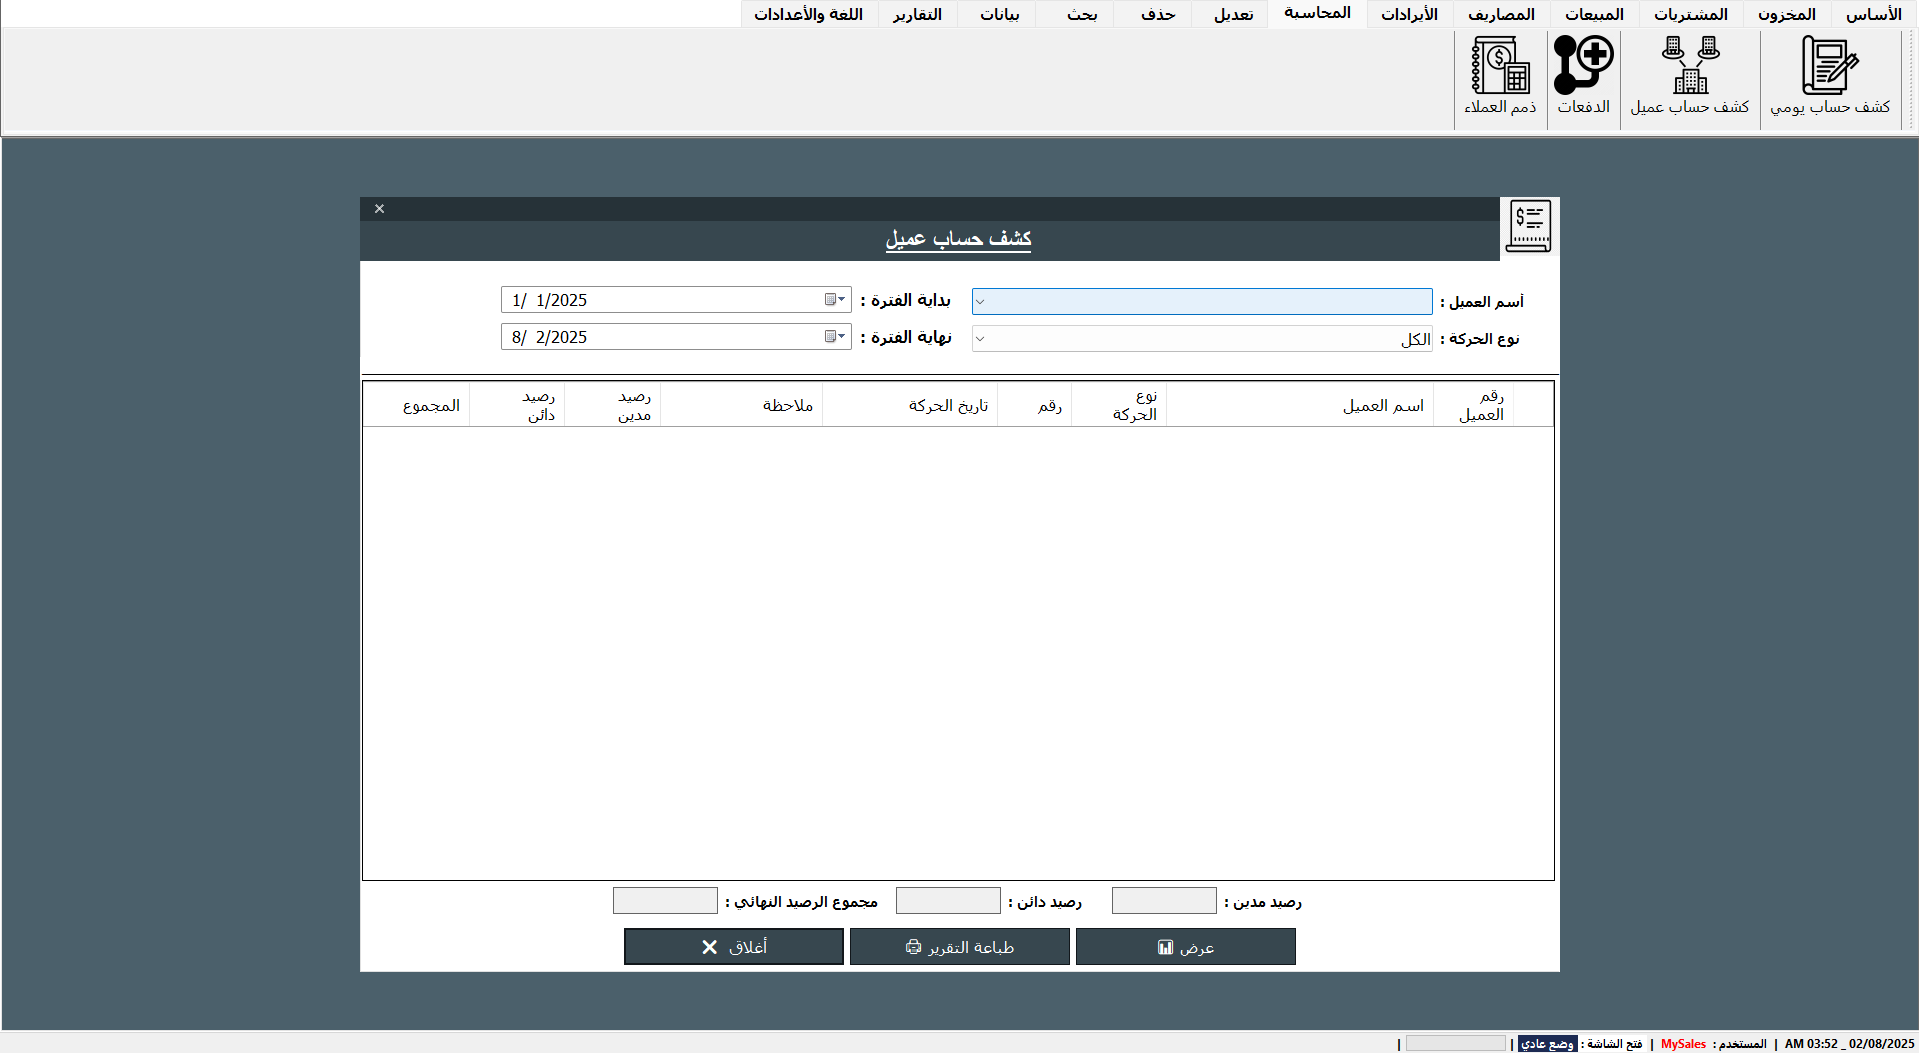 الأساس المخزون المشتريات المبيعات المصاريف الأيرادات المحاسبة تعديل حذف بحث بيانات التقارير اللغة والأعدادات
كشف حساب يومي كشف حساب عميل الدفعات ذمم العملاء
كشف حساب عميل
أسم العميل : بداية الفترة : 1/ 1/2025
نوع الحركة : الكل نهاية الفترة : 8/ 2/2025
رقم العميل اسم العميل نوع الحركة رقم تاريخ الحركة ملاحظة رصيد مدين رصيد دائن المجموع
رصيد مدين : رصيد دائن : مجموع الرصيد النهائي :
عرض طباعة التقرير أغلاق
AM 03:52 _ 02/08/2025 | المستخدم : MySales | فتح الشاشة : وضع عادي | |